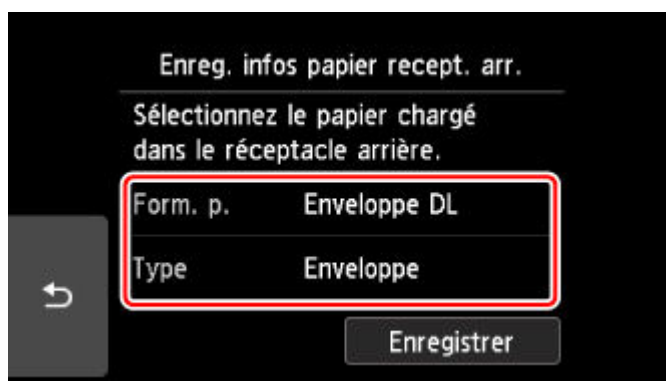 Enreg. infos papier recept. arr.
Sélectionnez le papier chargé
dans le réceptacle arrière.
Form. p. Enveloppe DL
Type Enveloppe
Enregistrer